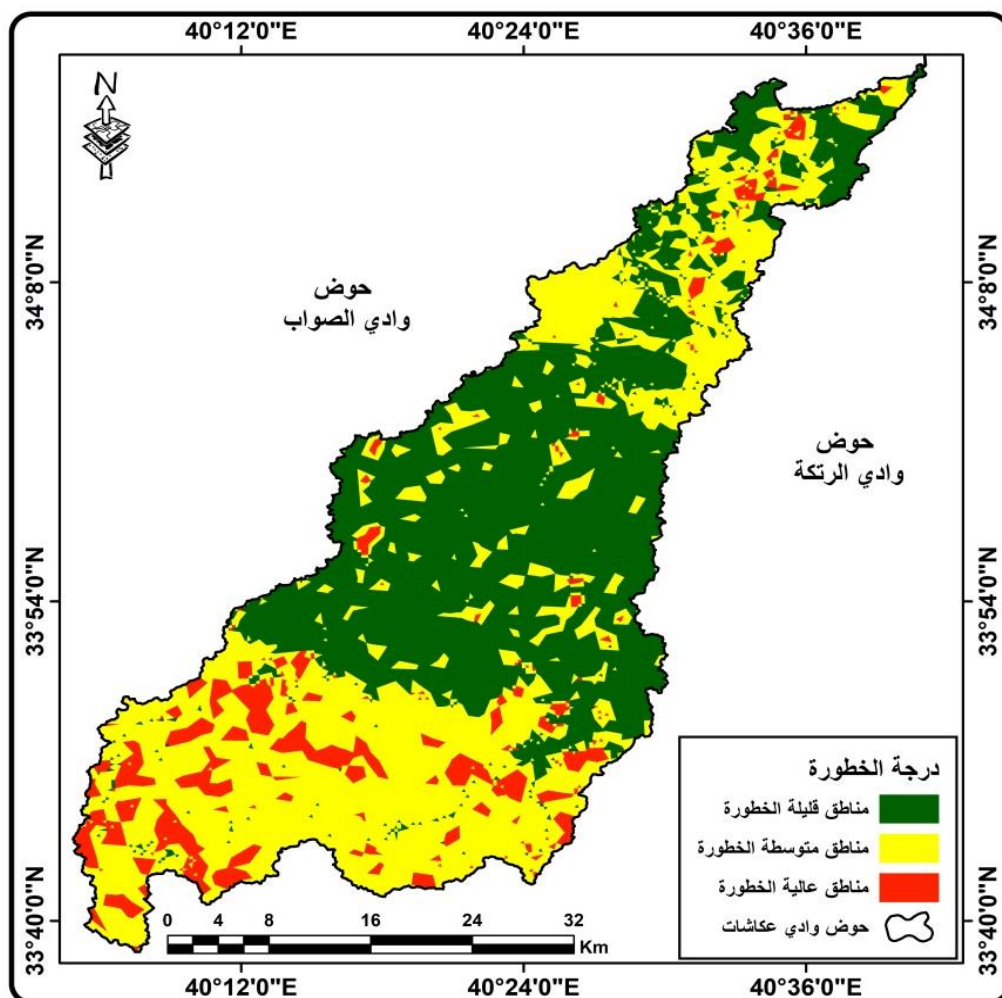 40°12'0"E 40°24'0"E 40°36'0"E
N
34°8'0"N
34°8'0"N
حوض
وادي الصواب
حوض
وادي الرتكة
33°54'0"N
33°54'0"N
درجة الخطورة
مناطق قليلة الخطورة
مناطق متوسطة الخطورة
مناطق عالية الخطورة
حوض وادي عكاشات
33°40'0"N
33°40'0"N
0 4 8 16 24 32
Km
40°12'0"E 40°24'0"E 40°36'0"E